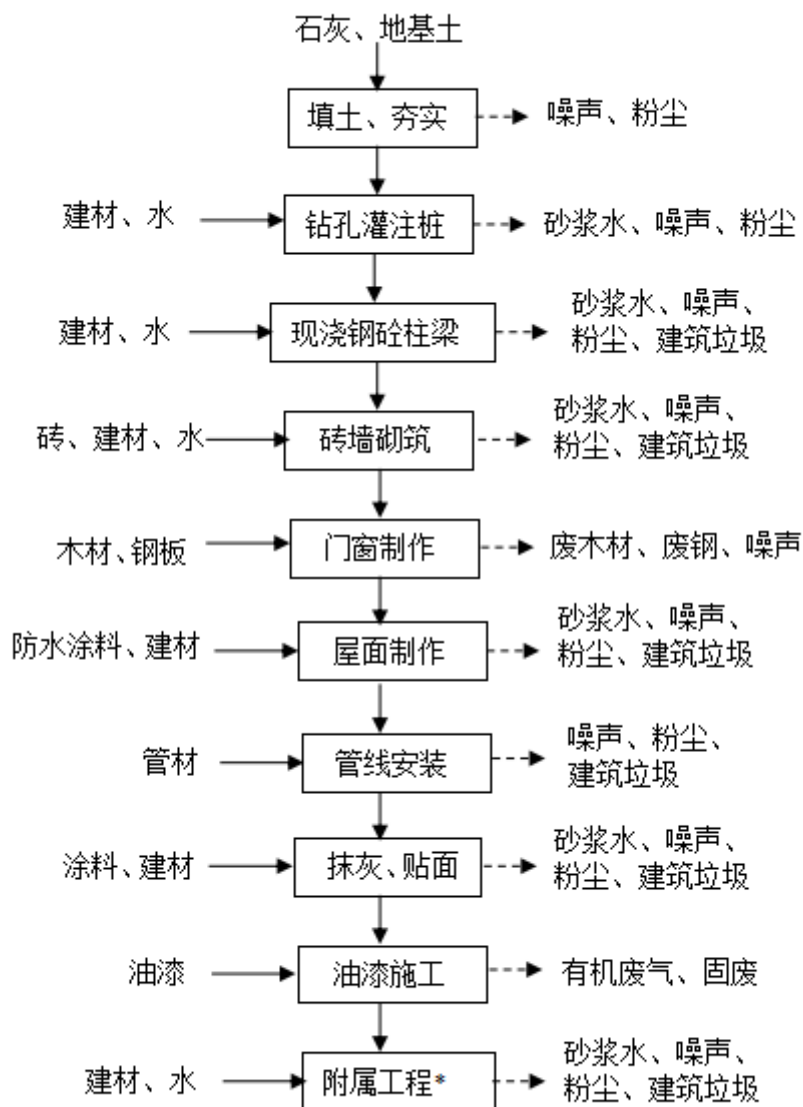 石灰、地基土
填土、夯实
噪声、粉尘
建材、水
钻孔灌注桩
砂浆水、噪声、粉尘
建材、水
现浇钢砼柱梁
砂浆水、噪声、
粉尘、建筑垃圾
砖、建材、水
砖墙砌筑
砂浆水、噪声、
粉尘、建筑垃圾
木材、钢板
门窗制作
废木材、废钢、噪声
防水涂料、建材
屋面制作
砂浆水、噪声、
粉尘、建筑垃圾
管材
管线安装
噪声、粉尘、
建筑垃圾
涂料、建材
抹灰、贴面
砂浆水、噪声、
粉尘、建筑垃圾
油漆
油漆施工
有机废气、固废
建材、水
附属工程*
砂浆水、噪声、
粉尘、建筑垃圾